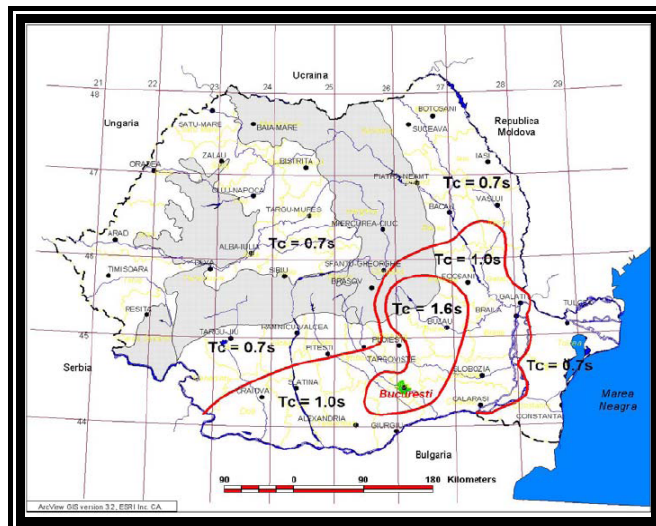 Ucraina
21 22 23 24 25 26 27 28 29
48
BOTOSANI
SATU-MARE
BAIA-MARE
SUCEAVA
Republica
Moldova
Ungaria
ZALAU
IASI
ORADEA
BISTRITA
47
PIATRA-NEAMT
Tc = 0.7s
CLUJ-NAPOCA
VASLUI
BACAU
TARGU-MURES
MIERCUREA-CIUC
ARAD
Tc = 0.7s
46
ALBA-IULIA
Tc = 1.0s
DEVA
SFANTU-GHEORGHE
TIMISOARA
SIBIU
BRASOV
FOCSANI
GALATI
Tc = 1.6s
TULCEA
RESITA
BRAILA
BUZAU
45
RAMNICU VALCEA
TARGU-JIU
PLOIESTI
Tc = 0.7s
PITESTI
TARGOVISTE
Tc = 0.7s
Serbia
SLOBOZIA
Bucuresti
SLATINA
CRAIOVA
Tc = 1.0s
CALARASI
Marea
Neagra
44
ALEXANDRIA
GIURGIU
CONSTANTA
Bulgaria
90 0 90 180 Kilometers
ArcView GIS version 3.2, ESRI Inc. CA.